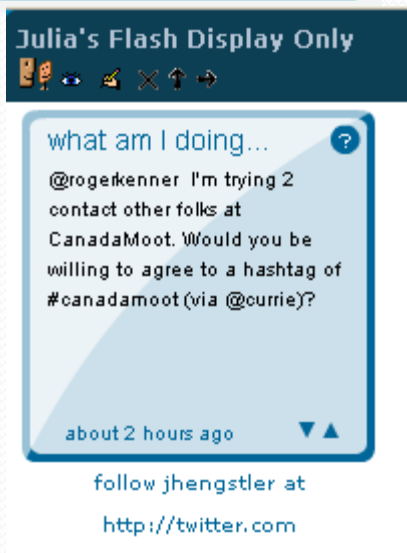 Julia's Flash Display Only
what am I doing...
?
@rogerkenner I'm trying 2
contact other folks at
CanadaMoot. Would you be
willing to agree to a hashtag of
#canadamoot (via @currie)?
about 2 hours ago
follow jhengstler at
http://twitter.com